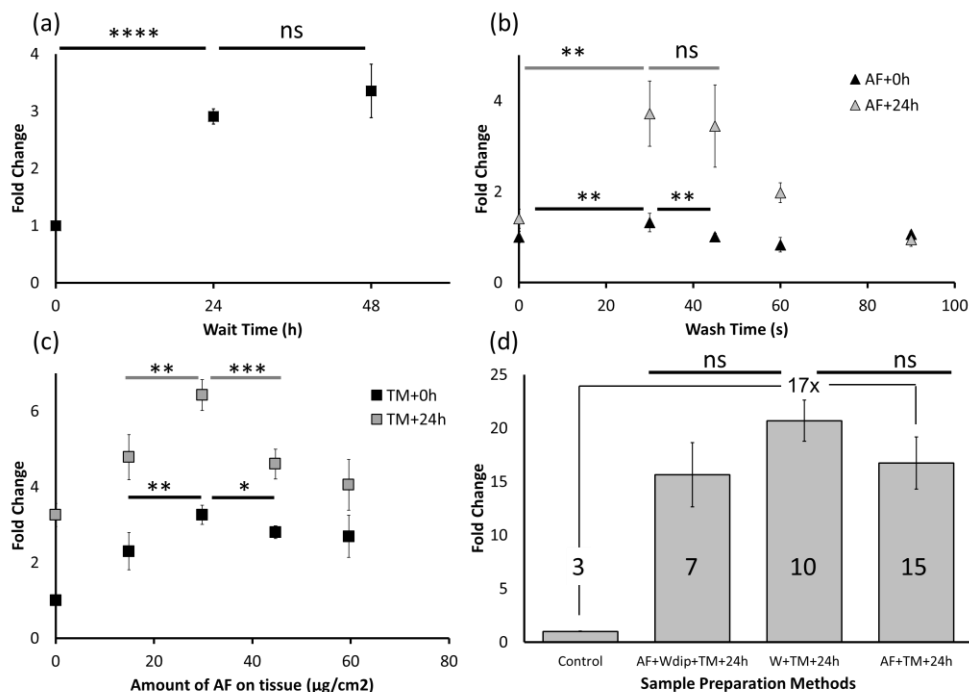 (a)
****
ns
4
3
2
1
0
0
24
48
Fold Change
Wait Time (h)
(b)
**
ns
AF+0h
AF+24h
4
2
0
**
**
0
20
40
60
80
100
Fold Change
Wash Time (s)
(c)
**
***
TM+0h
TM+24h
6
4
2
0
**
*
0
20
40
60
80
Fold Change
Amount of AF on tissue (µg/cm2)
(d)
ns
ns
17x
25
20
15
10
5
0
3
7
10
15
Fold Change
Control
AF+Wdip+TM+24h
W+TM+24h
AF+TM+24h
Sample Preparation Methods